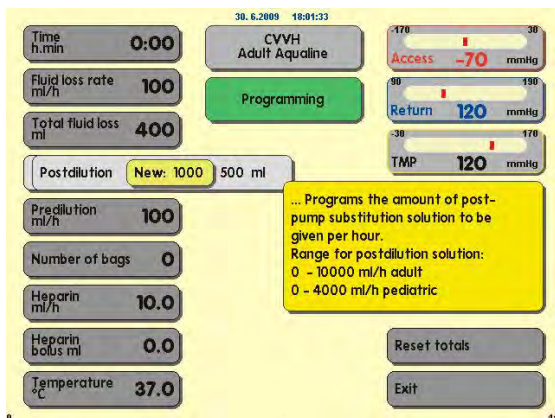 30. 6.2009 18:01:33
Time
h.min 0:00
CVVH
Adult Aqualine
-170 30
Access -70 mmHg
Fluid loss rate
ml/h 100
Programming
90 190
Return 120 mmHg
Total fluid loss
ml 400
-30 170
TMP 120 mmHg
Postdilution New: 1000 500 ml
... Programs the amount of post-
pump substitution solution to be
given per hour.
Range for postdilution solution:
0 - 10000 ml/h adult
0 - 4000 ml/h pediatric
Predilution
ml/h 100
Number of bags 0
Heparin
ml/h 10.0
Heparin
bolus ml 0.0
Reset totals
Temperature
°C 37.0
Exit